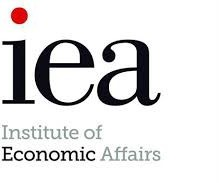 iea
Institute of
Economic Affairs